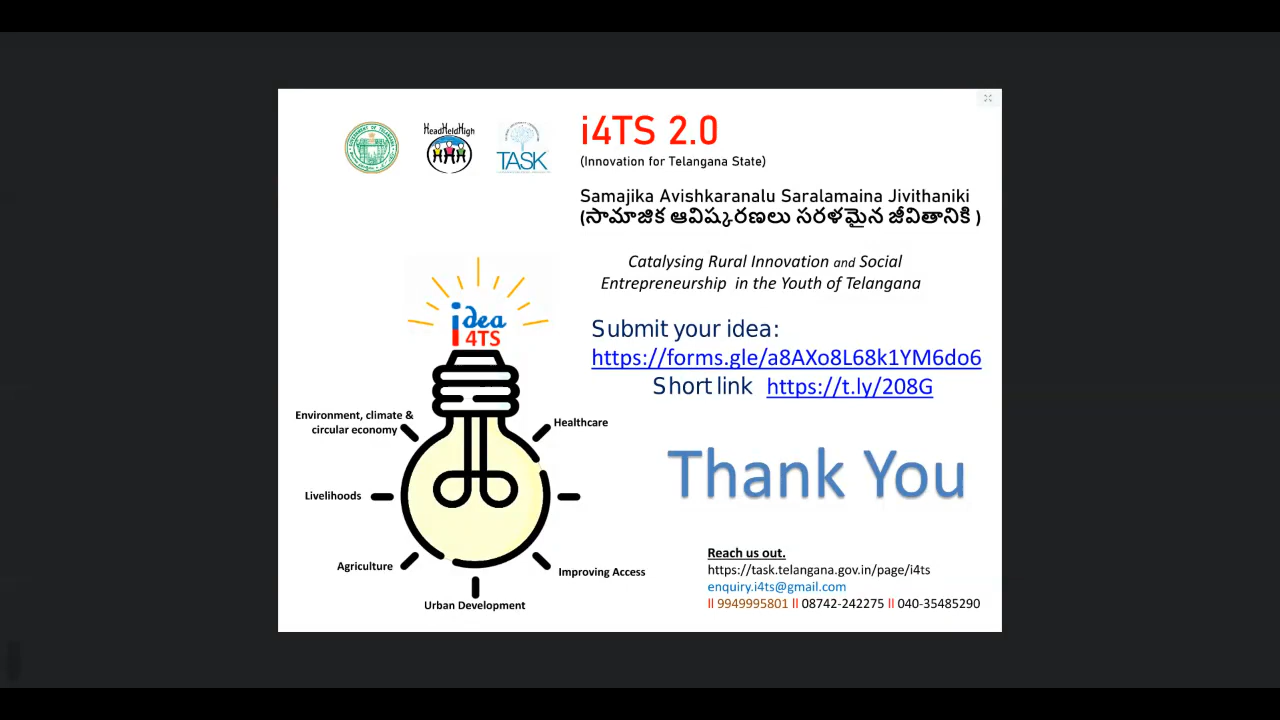 HeadHeldHigh
TASK
i4TS 2.0
(Innovation for Telangana State)
Samajika Avishkaranalu Saralamaina Jivithaniki
(సామాజిక ఆవిష్కరణలు సరళమైన జీవితానికి )
Catalysing Rural Innovation and Social
Entrepreneurship in the Youth of Telangana
idea
4TS
Submit your idea:
https://forms.gle/a8AXo8L68k1YM6do6
Short link https://t.ly/208G
Environment, climate &
circular economy
Healthcare
Livelihoods
Agriculture
Improving Access
Urban Development
Thank You
Reach us out.
https://task.telangana.gov.in/page/i4ts
enquiry.i4ts@gmail.com
|| 9949995801 || 08742-242275 || 040-35485290